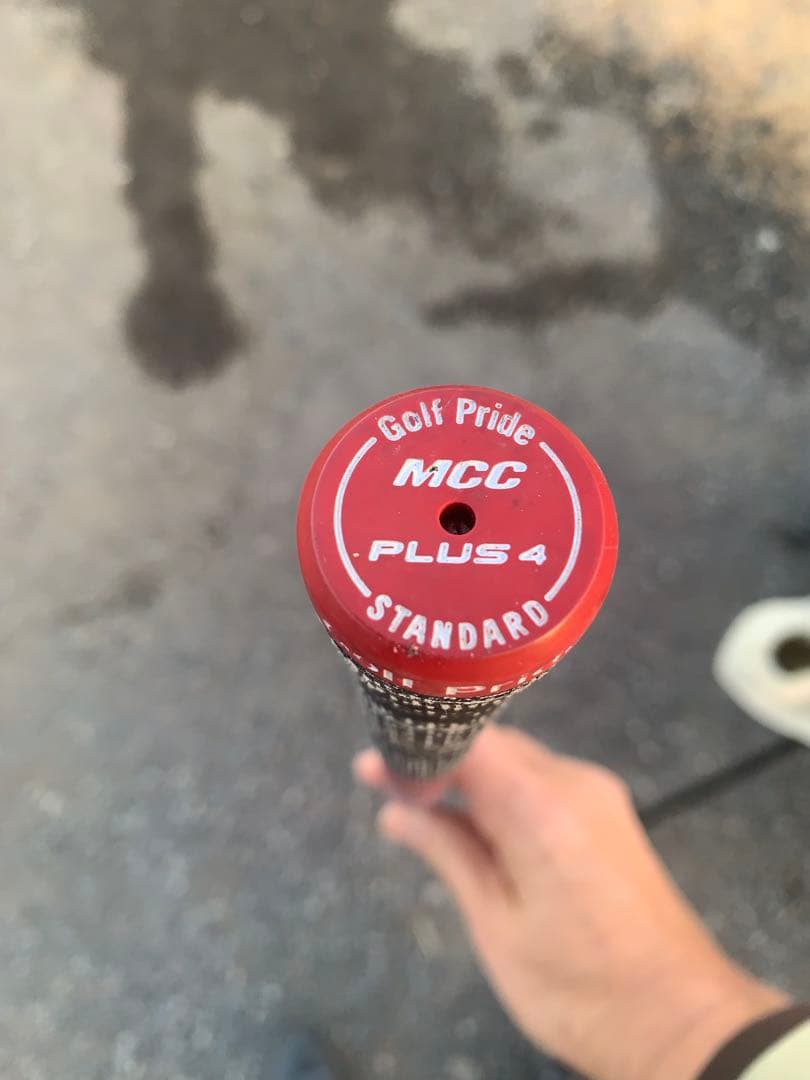 Golf Pride
MCC
PLUS 4
STANDARD